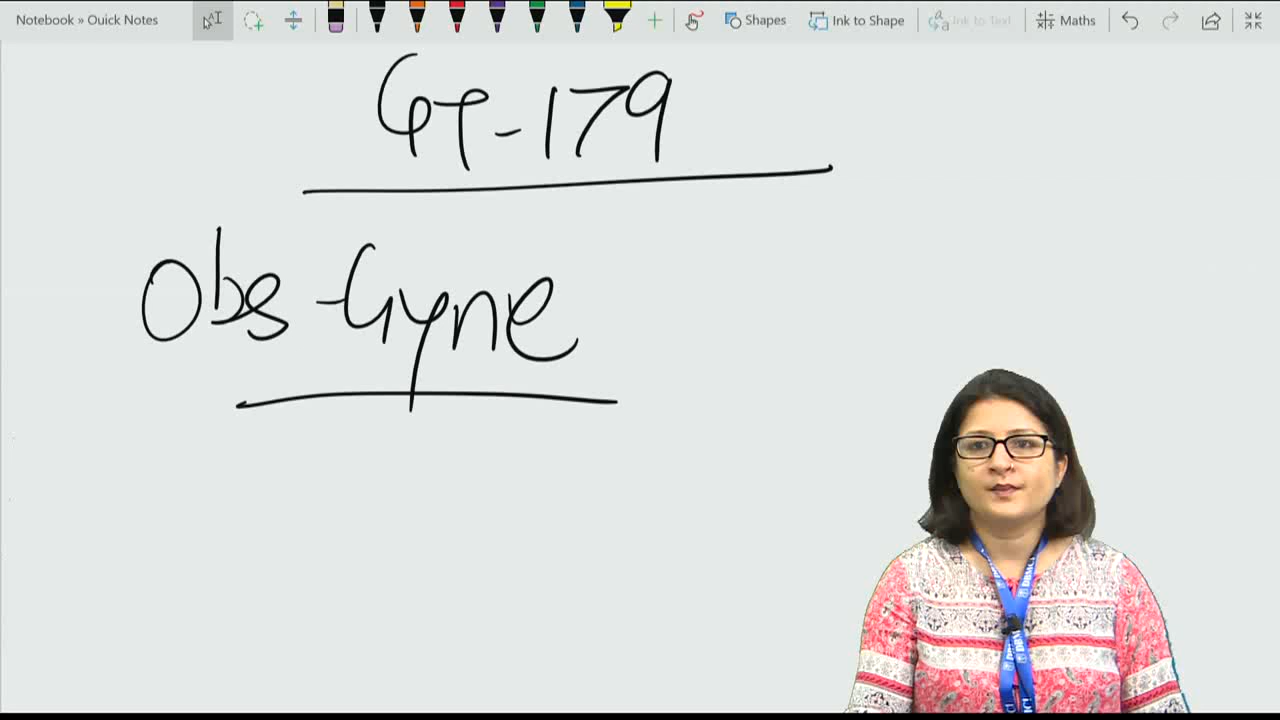 Notebook » Quick Notes Shapes Ink to Shape Ink to Text Maths
GT-179
Obs-Gyne